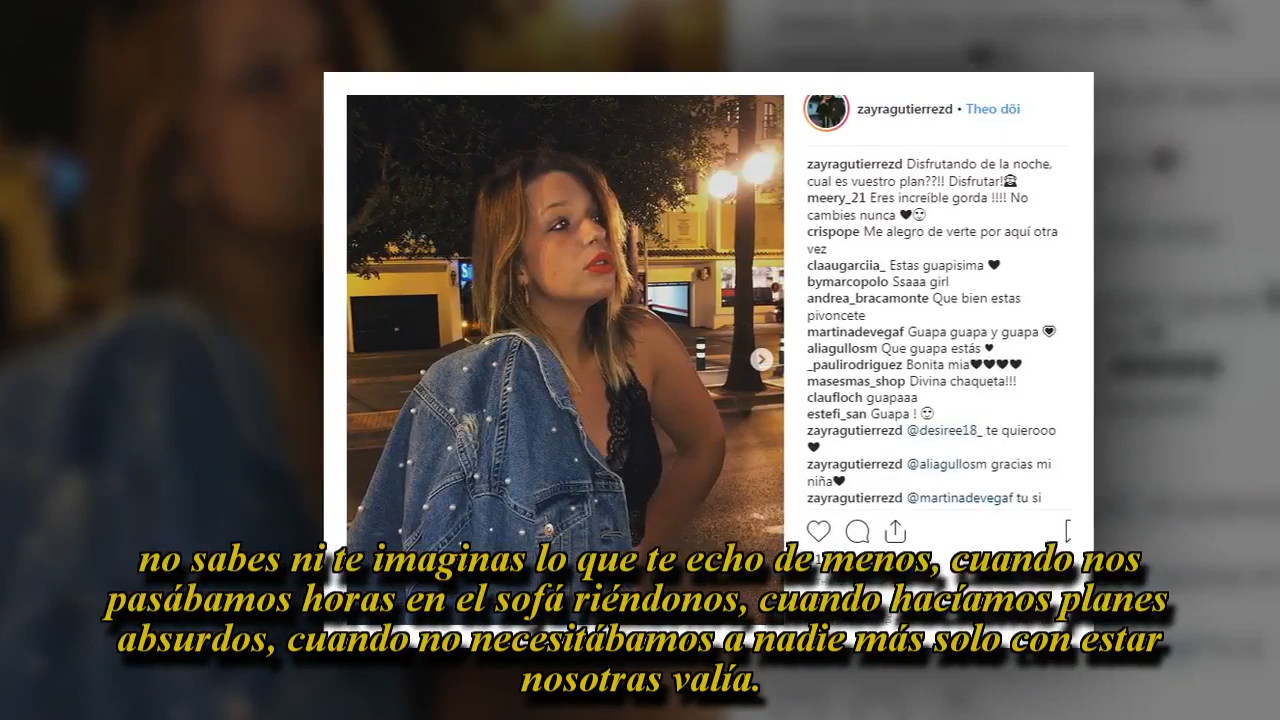 zayragutierrezd • Theo dõi
zayragutierrezd Disfrutando de la noche,
cual es vuestro plan??!! Disfrutar!
meery_21 Eres increíble gorda !!!! No
cambies nunca ♥
crispope Me alegro de verte por aquí otra
vez
claaugarciia_ Estas guapisima ♥
bymarcopolo Ssaaa girl
andrea_bracamonte Que bien estas
pivoncete
martinadevegaf Guapa guapa y guapa
aliagullosm Que guapa estás ♥
_paulirodriguez Bonita mia♥♥♥♥
masesmas_shop Divina chaqueta!!!
claufloch guapaaa
estefi_san Guapa !
zayragutierrezd @desiree18_ te quierooo
♥
zayragutierrezd @aliagullosm gracias mi
niña♥
zayragutierrezd @martinadevegaf tu si
no sabes ni te imaginas lo que te echo de menos, cuando nos
pasábamos horas en el sofá riéndonos, cuando hacíamos planes
absurdos, cuando no necesitábamos a nadie más solo con estar
nosotras valía.